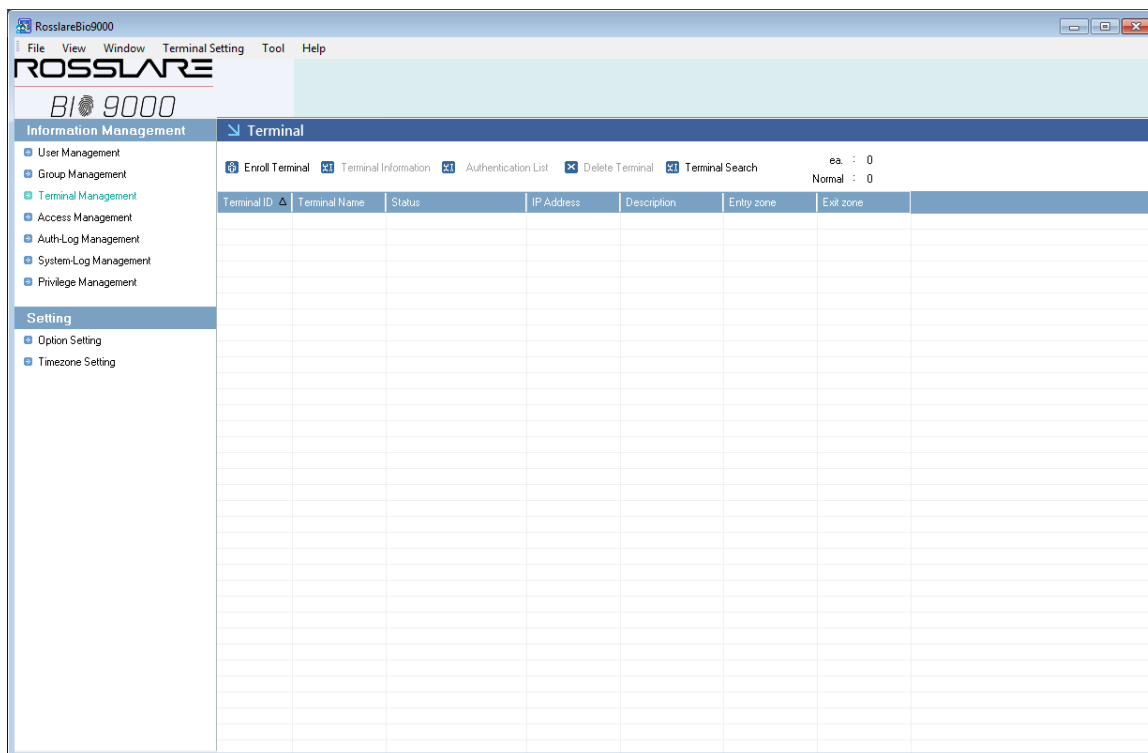 RosslareBio9000
File View Window Terminal Setting Tool Help
ROSSLARE
BIO 9000
Information Management
User Management
Group Management
Terminal Management
Access Management
Auth-Log Management
System-Log Management
Privilege Management
Setting
Option Setting
Timezone Setting
Terminal
Enroll Terminal Terminal Information Authentication List Delete Terminal Terminal Search
ea. : 0
Normal : 0
Terminal ID Terminal Name Status IP Address Description Entry zone Exit zone